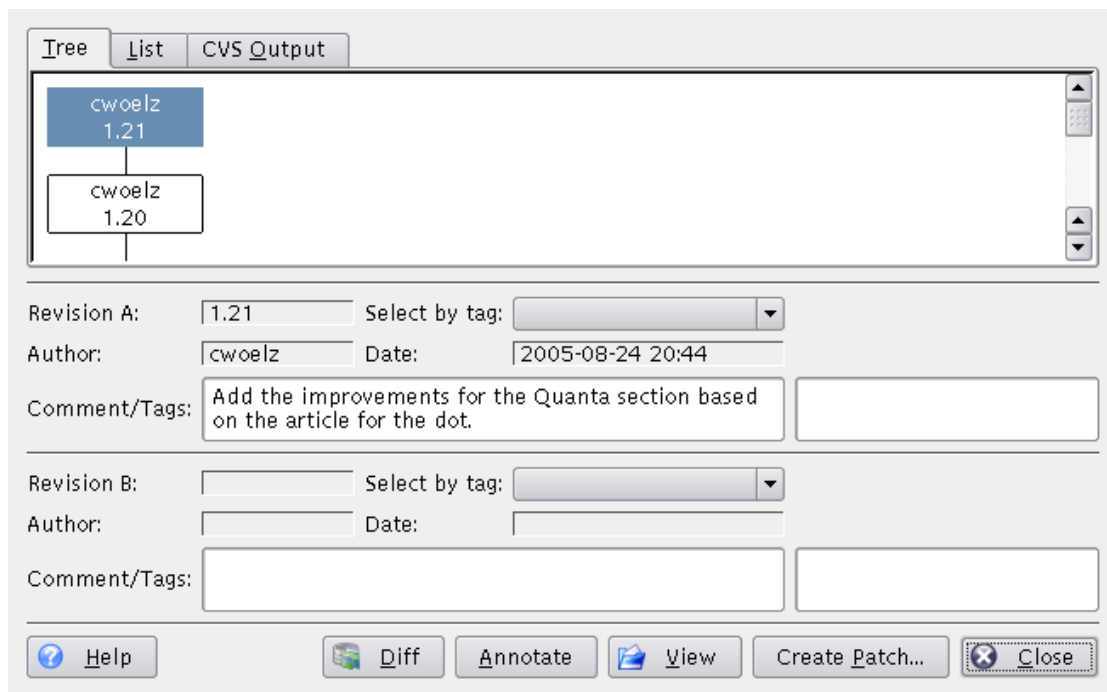 Tree List CVS Output
cwoelz
1.21
cwoelz
1.20
Revision A: 1.21 Select by tag:
Author: cwoelz Date: 2005-08-24 20:44
Comment/Tags: Add the improvements for the Quanta section based
on the article for the dot.
Revision B: Select by tag:
Author: Date:
Comment/Tags:
Help Diff Annotate View Create Patch... Close